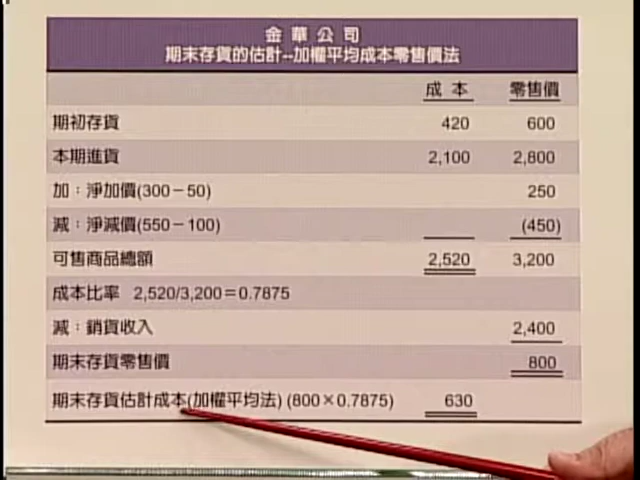 金華公司
期末存貨的估計--加權平均成本零售價法
成本 零售價
期初存貨 420 600
本期進貨 2,100 2,800
加：淨加價(300－50) 250
減：淨減價(550－100) (450)
可售商品總額 2,520 3,200
成本比率 2,520/3,200＝0.7875
減：銷貨收入 2,400
期末存貨零售價 800
期末存貨估計成本(加權平均法) (800×0.7875) 630